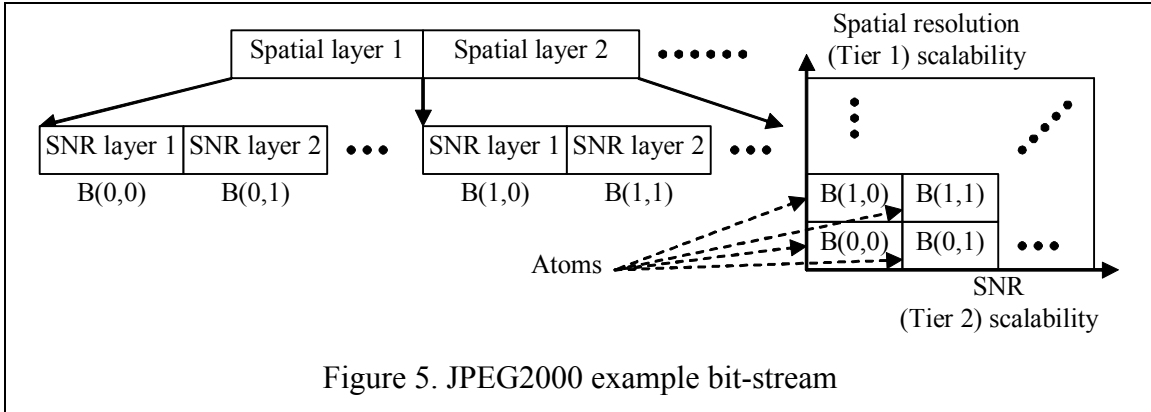 Spatial layer 1 Spatial layer 2
SNR layer 1 SNR layer 2 SNR layer 1 SNR layer 2
B(0,0) B(0,1) B(1,0) B(1,1)
Spatial resolution
(Tier 1) scalability
B(1,0) B(1,1)
B(0,0) B(0,1)
Atoms
SNR
(Tier 2) scalability
Figure 5. JPEG2000 example bit-stream